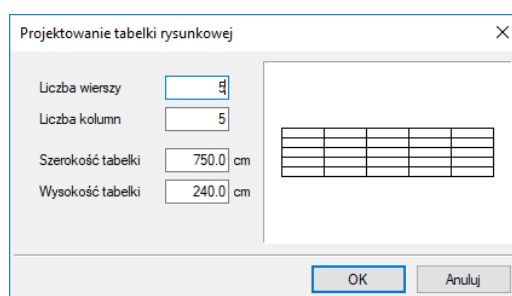 Projektowanie tabelki rysunkowej
Liczba wierszy 5
Liczba kolumn 5
Szerokość tabelki 750.0 cm
Wysokość tabelki 240.0 cm
OK Anuluj